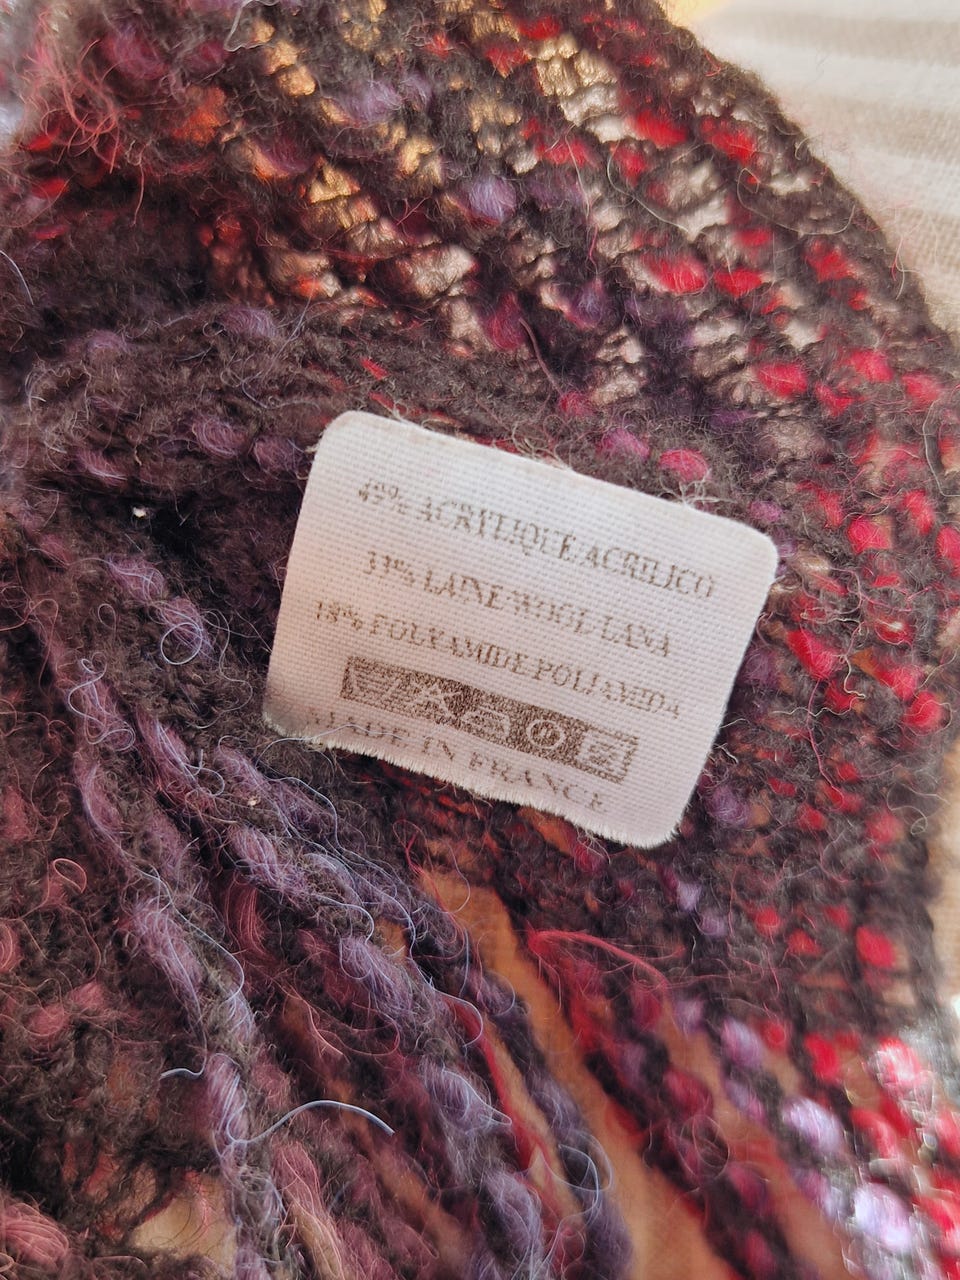 49% ACRYLIQUE/ACRILICO
33% LAINE-WOOL-LANA
18% POLYAMIDE-POLIAMIDA
MADE IN FRANCE